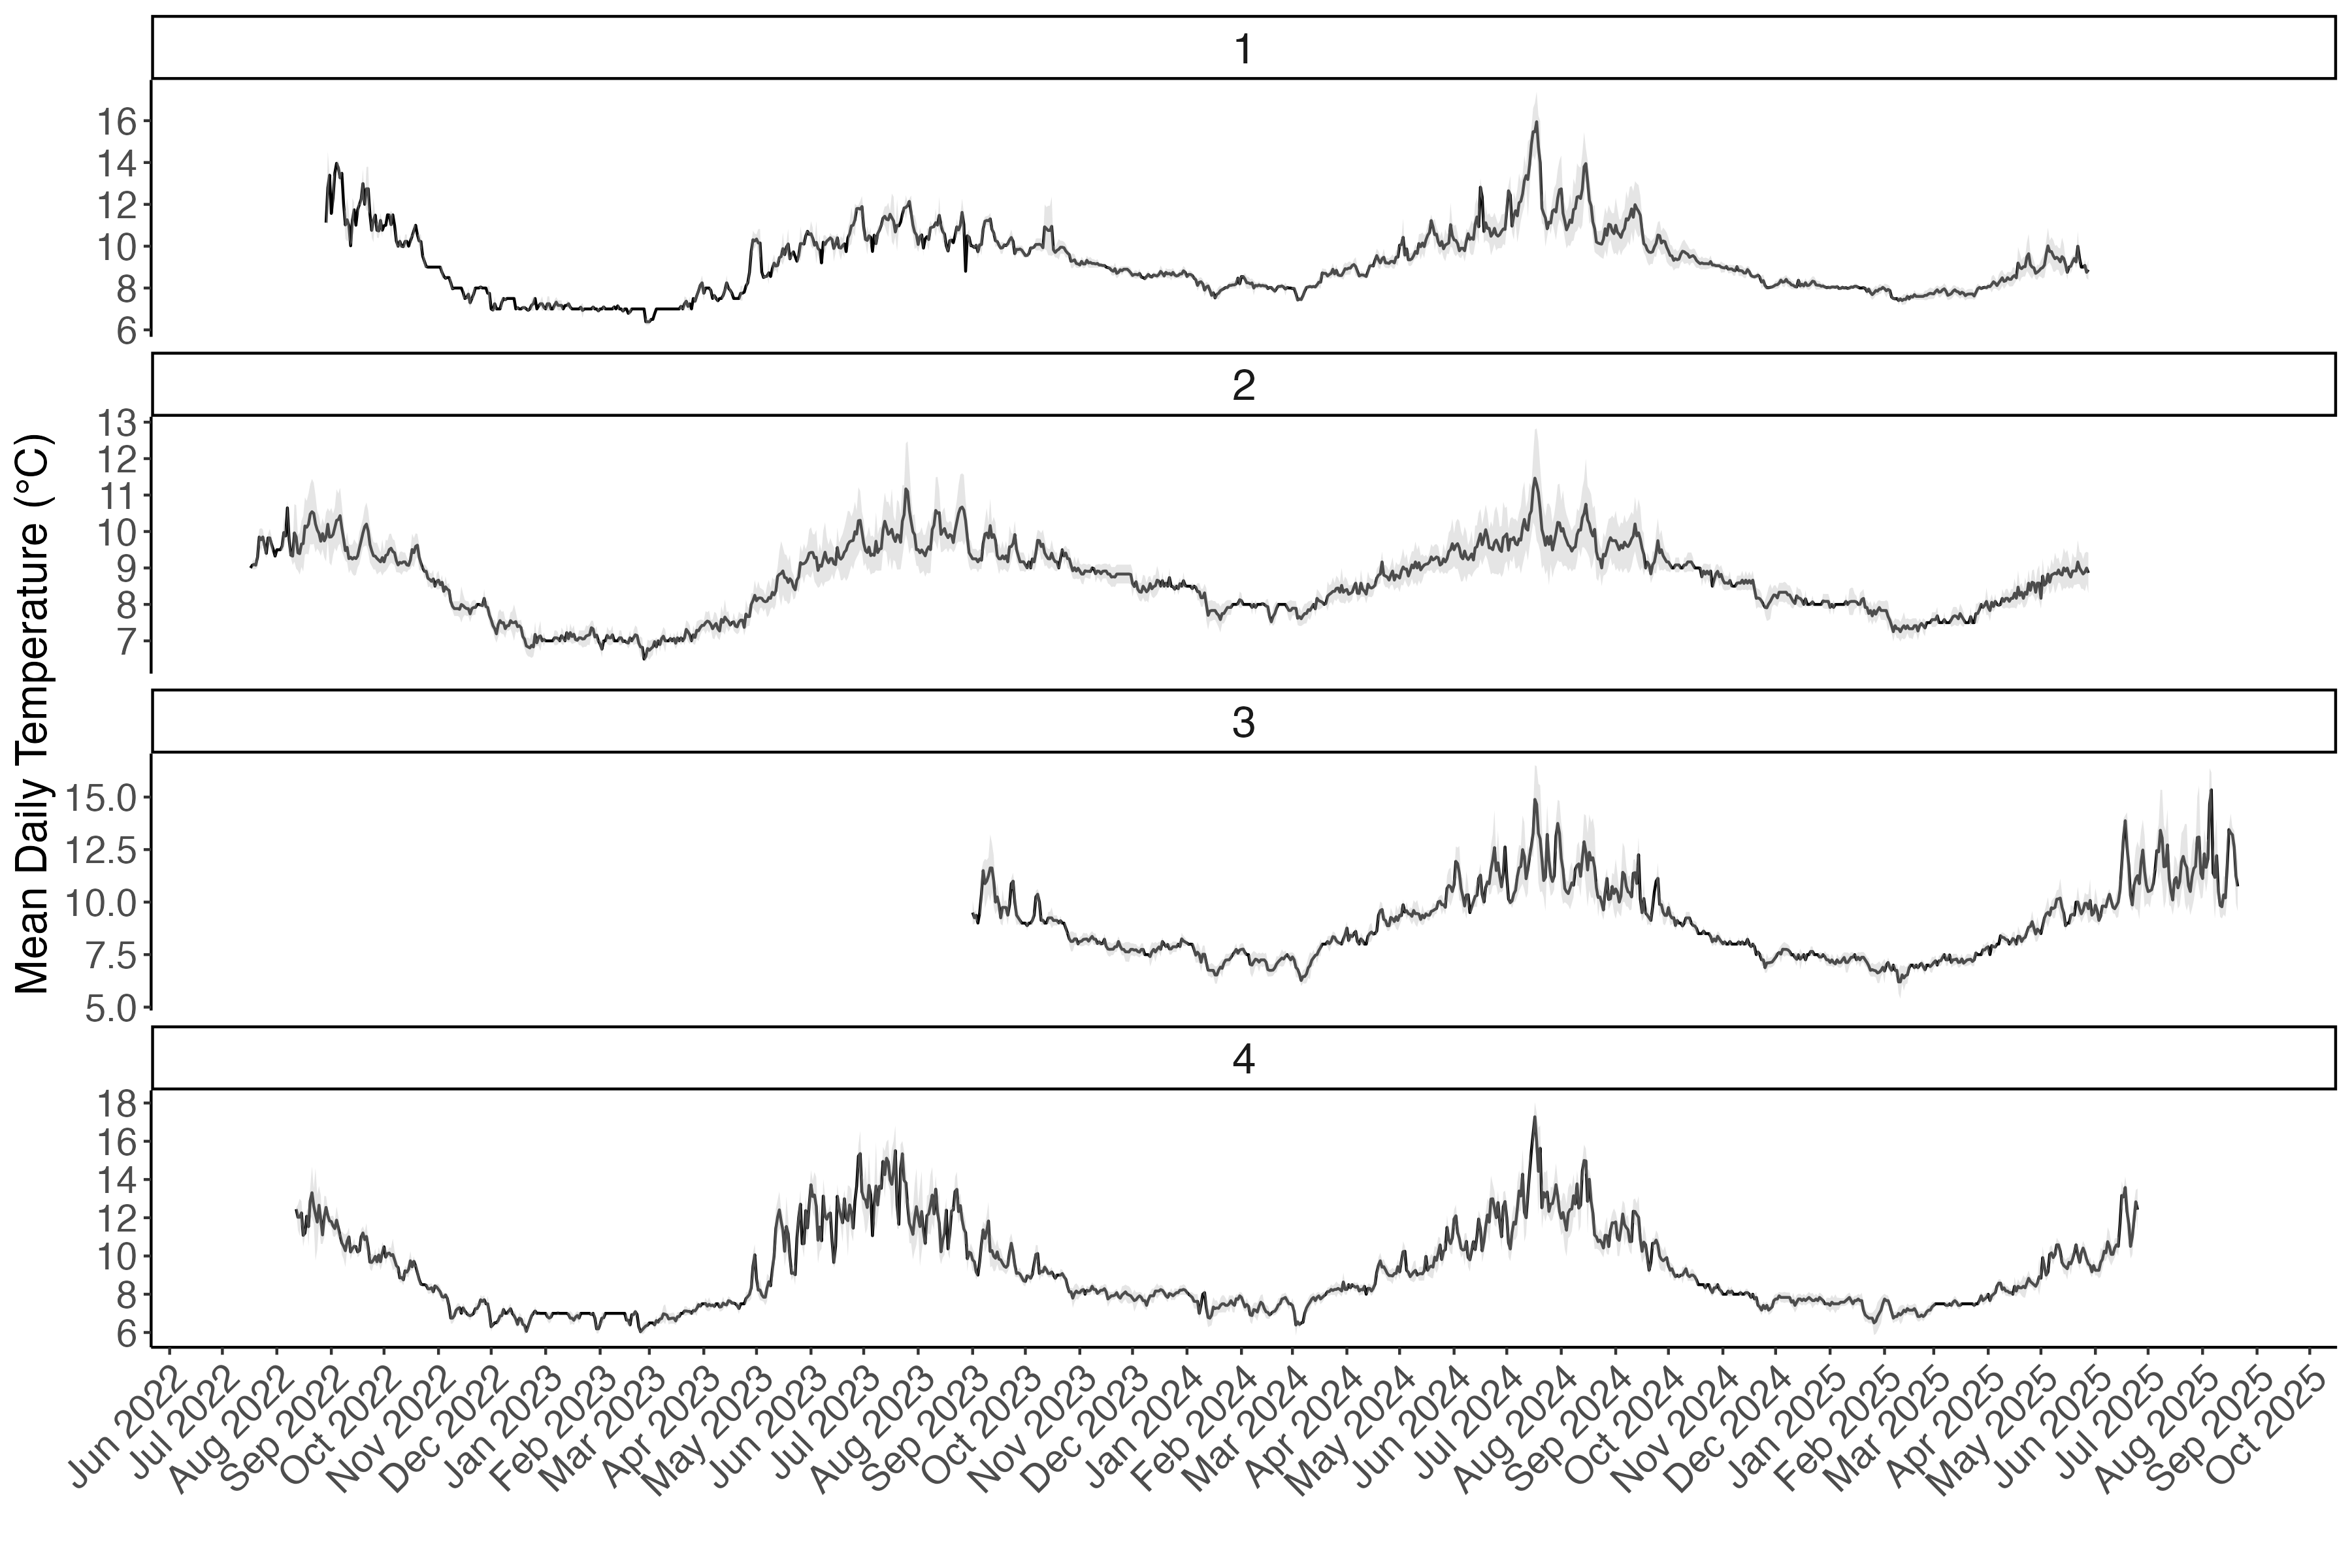 1
16
14
12
10
8
6
2
13
12
11
10
9
8
7
3
15.0
12.5
10.0
7.5
5.0
4
18
16
14
12
10
8
6
Mean Daily Temperature (°C)
Jun 2022
Jul 2022
Aug 2022
Sep 2022
Oct 2022
Nov 2022
Dec 2022
Jan 2023
Feb 2023
Mar 2023
Apr 2023
May 2023
Jun 2023
Jul 2023
Aug 2023
Sep 2023
Oct 2023
Nov 2023
Dec 2023
Jan 2024
Feb 2024
Mar 2024
Apr 2024
May 2024
Jun 2024
Jul 2024
Aug 2024
Sep 2024
Oct 2024
Nov 2024
Dec 2024
Jan 2025
Feb 2025
Mar 2025
Apr 2025
May 2025
Jun 2025
Jul 2025
Aug 2025
Sep 2025
Oct 2025